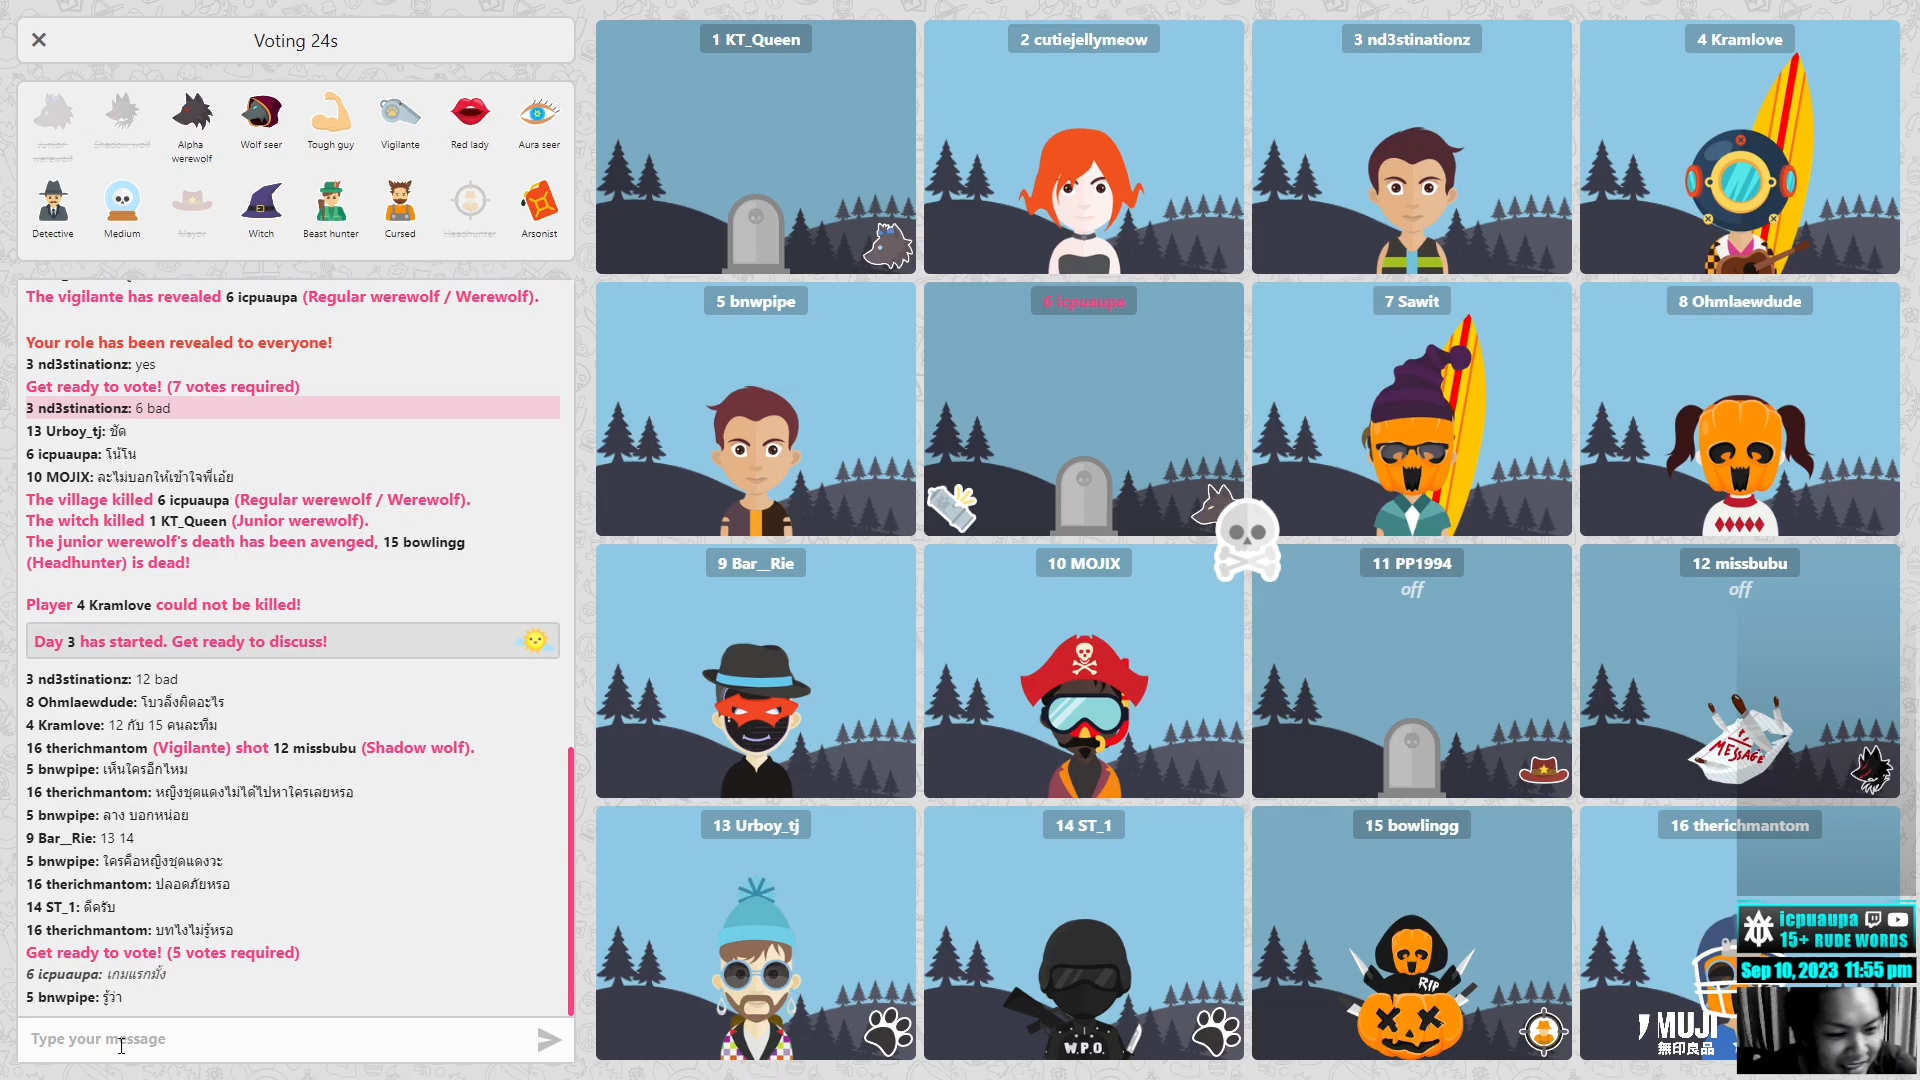 Voting 24s
Junior werewolf
Shadow wolf
Alpha werewolf
Wolf seer
Tough guy
Vigilante
Red lady
Aura seer
Detective
Medium
Mayor
Witch
Beast hunter
Cursed
Headhunter
Arsonist
The vigilante has revealed 6 icpuaupa (Regular werewolf / Werewolf).
Your role has been revealed to everyone!
3 nd3stinationz: yes
Get ready to vote! (7 votes required)
3 nd3stinationz: 6 bad
13 Urboy_tj: ชัด
6 icpuaupa: โน้โน
10 MOJIX: ละไม่บอกให้เข้าใจพี่เอ้ย
The village killed 6 icpuaupa (Regular werewolf / Werewolf).
The witch killed 1 KT_Queen (Junior werewolf).
The junior werewolf's death has been avenged, 15 bowlingg
(Headhunter) is dead!
Player 4 Kramlove could not be killed!
Day 3 has started. Get ready to discuss!
3 nd3stinationz: 12 bad
8 Ohmlaewdude: โบวลิ่งผิดอะไร
4 Kramlove: 12 กับ 15 คนละทีม
16 therichmantom (Vigilante) shot 12 missbubu (Shadow wolf).
5 bnwpipe: เห็นใครอีกไหม
16 therichmantom: หญิงชุดแดงไม่ได้ไปหาใครเลยหรอ
5 bnwpipe: ลาง บอกหน่อย
9 Bar__Rie: 13 14
5 bnwpipe: ใครคือหญิงชุดแดงวะ
16 therichmantom: ปลอดภัยหรอ
14 ST_1: ดีครับ
16 therichmantom: บทไงไม่รู้หรอ
Get ready to vote! (5 votes required)
6 icpuaupa: เกมแรกมั้ง
5 bnwpipe: รู้ว่า
Type your message
1 KT_Queen
2 cutiejellymeow
3 nd3stinationz
4 Kramlove
5 bnwpipe
6 icpuaupa
7 Sawit
8 Ohmlaewdude
9 Bar__Rie
10 MOJIX
11 PP1994
off
12 missbubu
off
MESSAGE
13 Urboy_tj
14 ST_1
W.P.O.
15 bowlingg
RIP
16 therichmantom
icpuaupa
15+ RUDE WORDS
Sep 10, 2023 11:55 pm
MUJI
無印良品